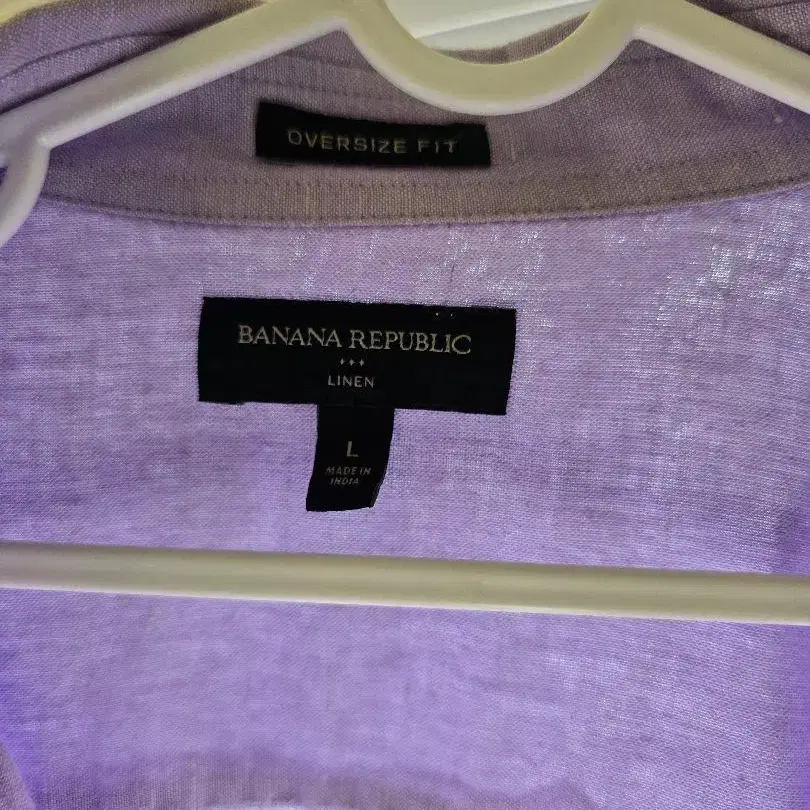 OVERSIZE FIT
BANANA REPUBLIC
LINEN
L
MADE IN
INDIA